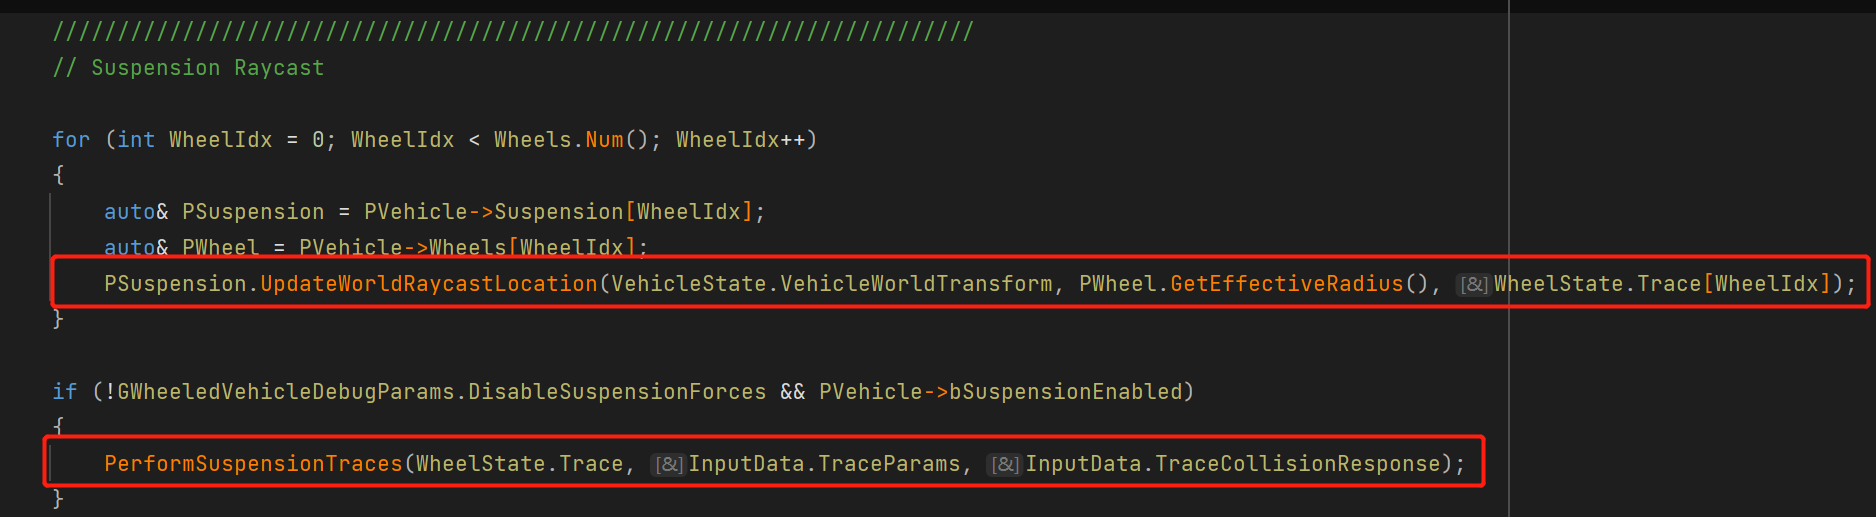 ///////////////////////////////////////////////////////////////////////
// Suspension Raycast
for (int WheelIdx = 0; WheelIdx < Wheels.Num(); WheelIdx++)
{
auto& PSuspension = PVehicle->Suspension[WheelIdx];
auto& PWheel = PVehicle->Wheels[WheelIdx];
PSuspension.UpdateWorldRaycastLocation(VehicleState.VehicleWorldTransform, PWheel.GetEffectiveRadius(), [&]WheelState.Trace[WheelIdx]);
}
if (!GWheeledVehicleDebugParams.DisableSuspensionForces && PVehicle->bSuspensionEnabled)
{
PerformSuspensionTraces(WheelState.Trace, [&]InputData.TraceParams, [&]InputData.TraceCollisionResponse);
}